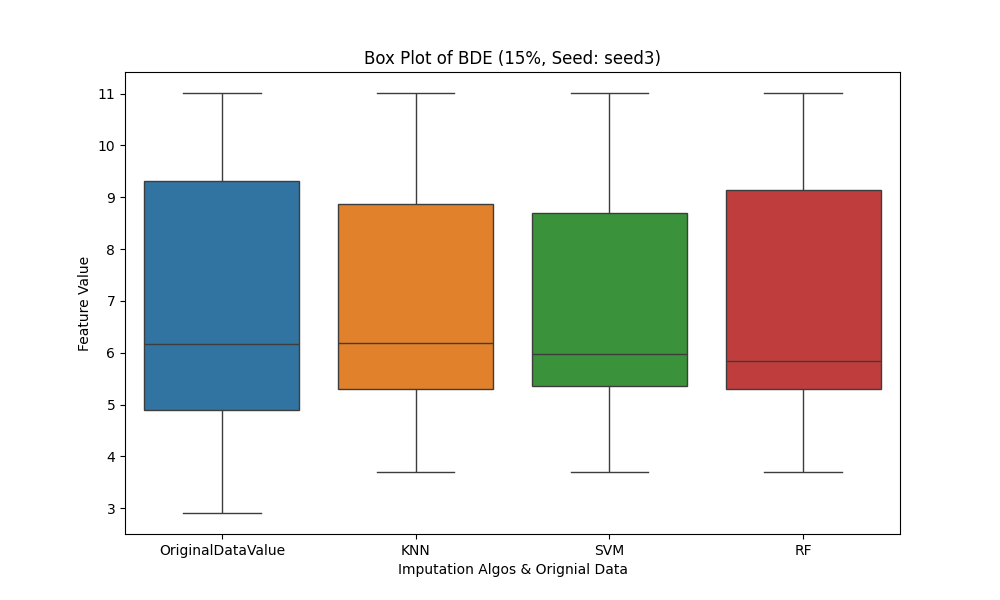 Box Plot of BDE (15%, Seed: seed3)
11
10
9
8
7
6
5
4
3
Feature Value
OriginalDataValue
KNN
SVM
RF
Imputation Algos & Orignial Data